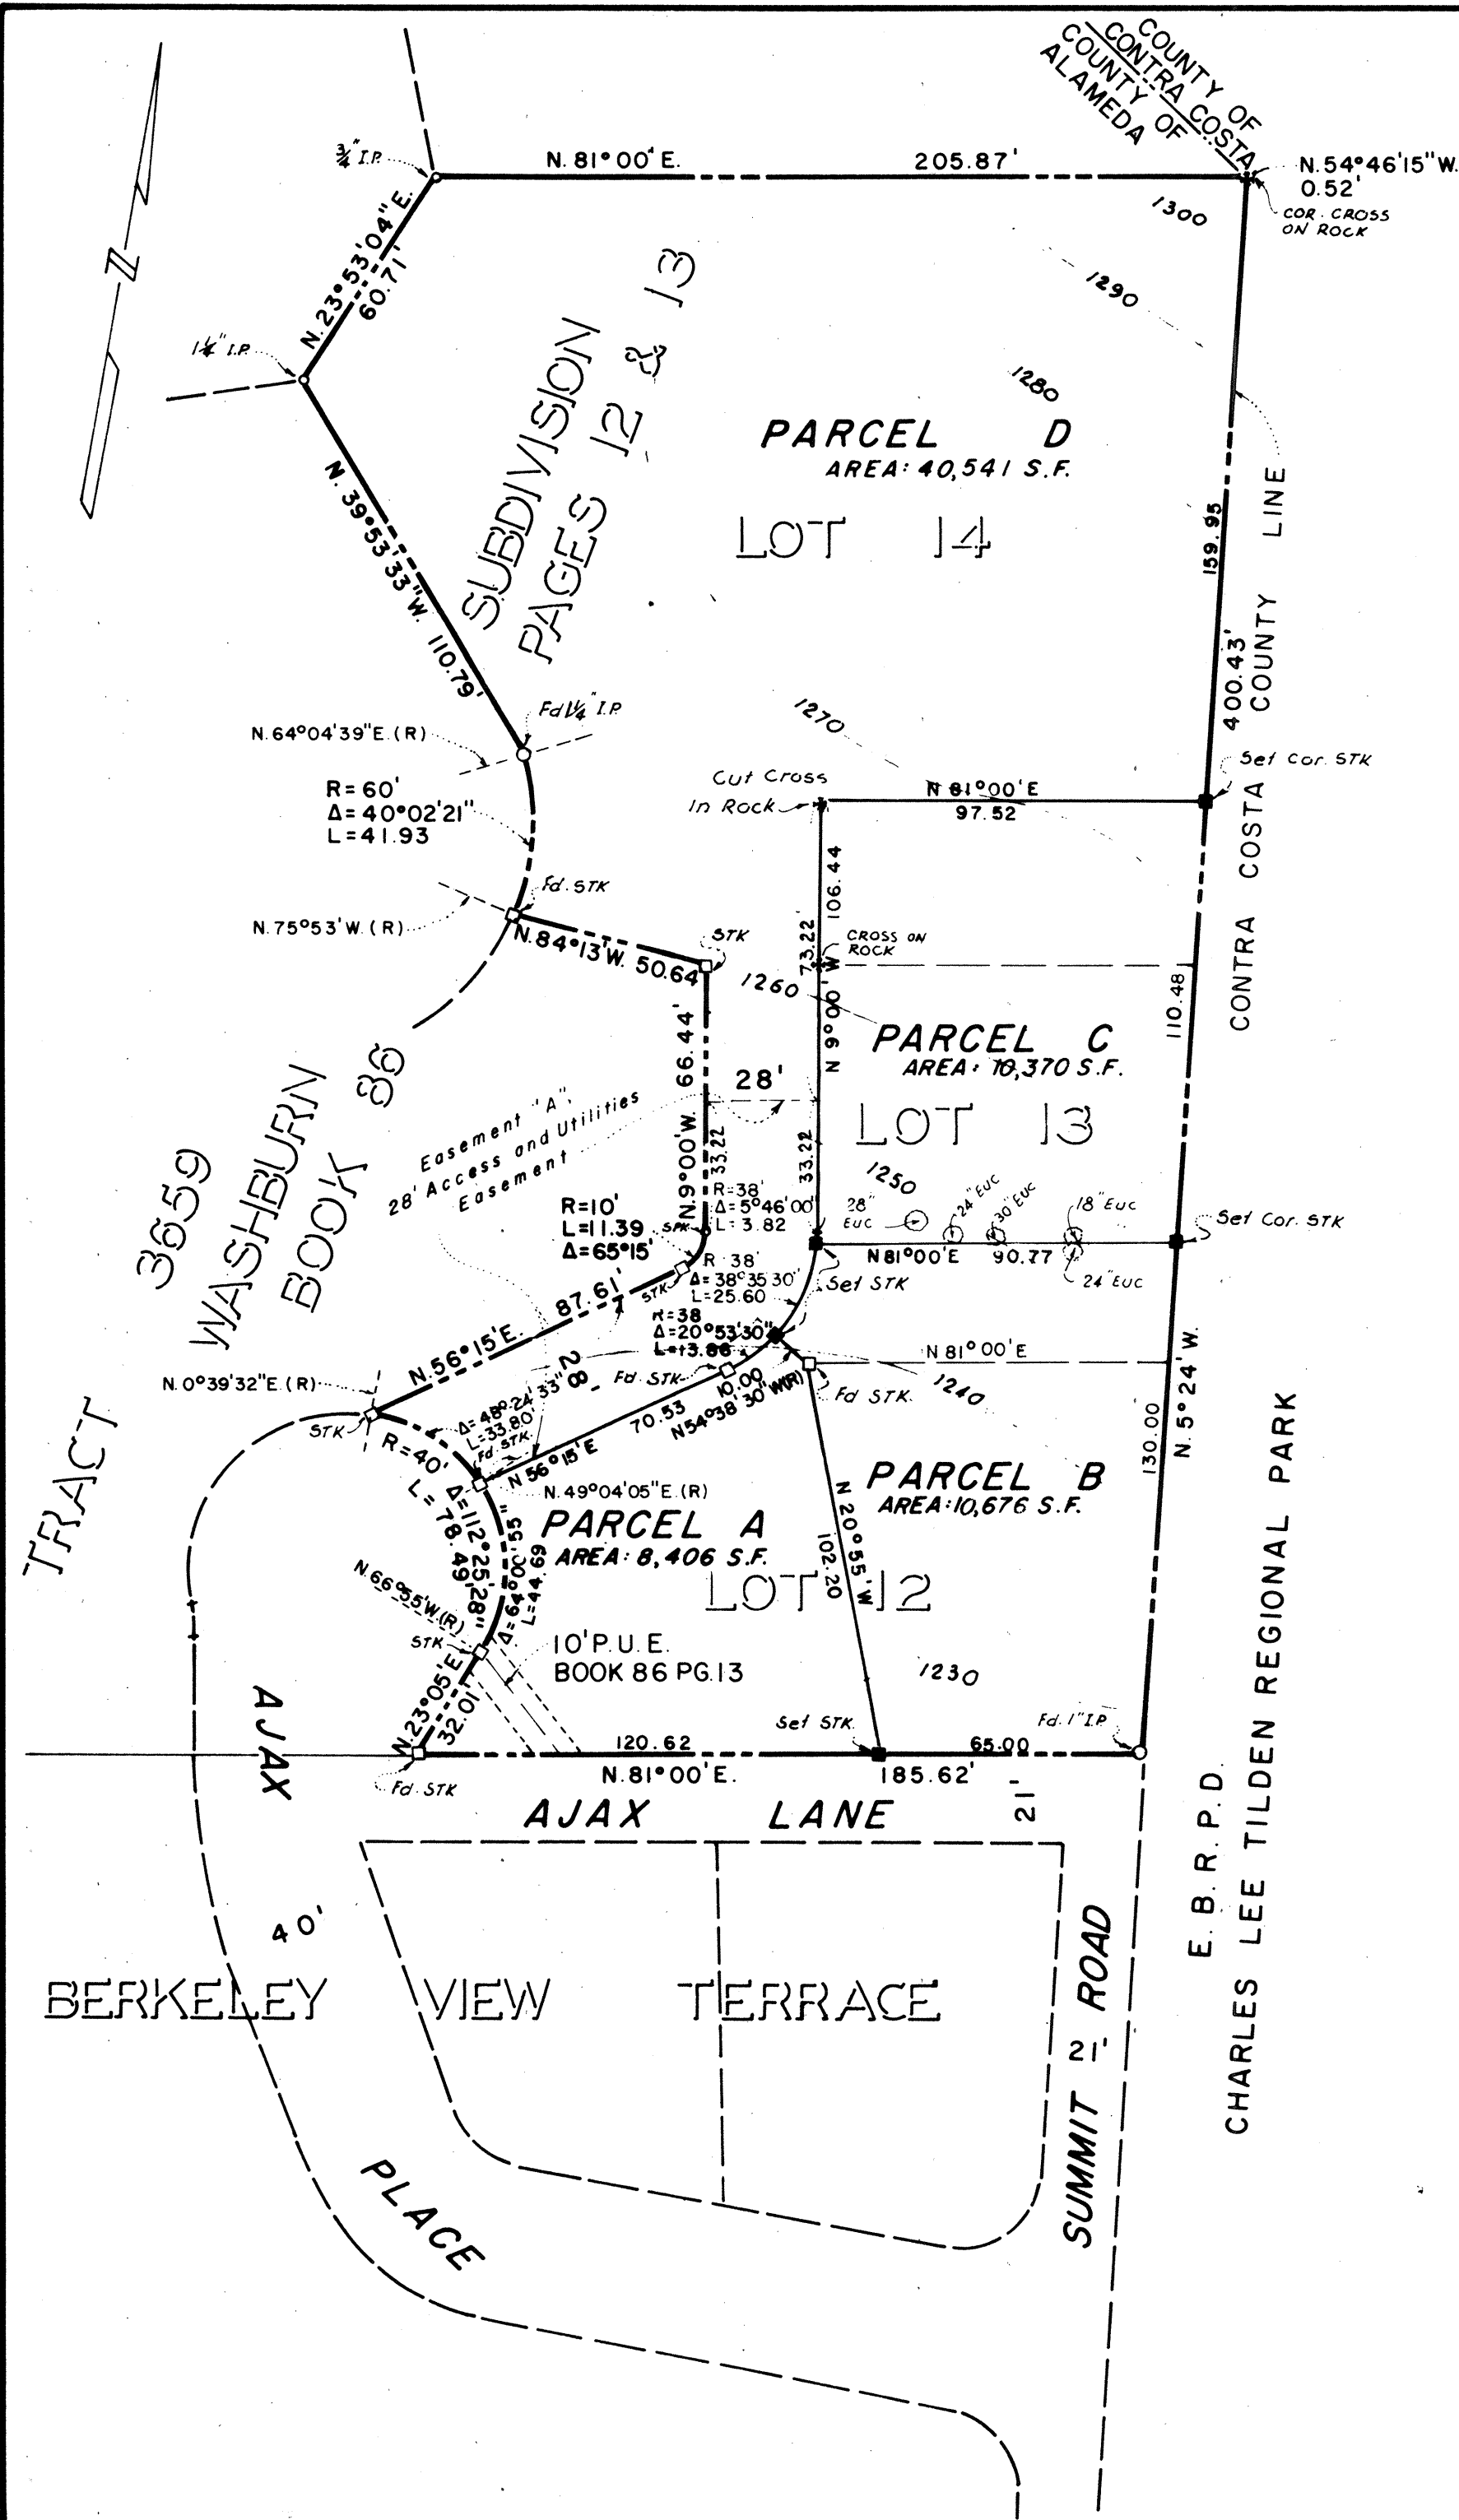 COUNTY OF
CONTRA COSTA
COUNTY OF
ALAMEDA
N. 54°46'15" W.
0.52'
COR. CROSS
ON ROCK
3/4" I.P.
N. 81°00' E.
205.87'
1300
1290
1280
N. 23°53'04" E.
60.71'
1 1/4" I.P.
N
SUBDIVISION
PAGES 12 & 13
PARCEL D
AREA: 40,541 S.F.
LOT 14
N. 39°53'33" W. 110.79'
159.95
400.43'
CONTRA COSTA COUNTY LINE
Fd 1 1/4" I.P.
N. 64°04'39" E. (R)
R= 60'
Δ= 40°02'21"
L= 41.93
1270
Cut Cross
In Rock
N 81°00' E
97.52
Set Cor. STK
Fd. STK
N. 75°53' W. (R)
N. 84°13' W. 50.64
STK
106.44
73.22'
N 9°00' W
CROSS ON
ROCK
1260
110.48
PARCEL C
AREA: 10,370 S.F.
LOT 13
28'
N. 9°00' W. 66.44'
33.22
33.22
Easement "A",
28' Access and Utilities
Easement
3659
WASHBURN
BOOK 86
TRACT
R=10'
L=11.39
Δ=65°15'
STK
R=38'
Δ=5°46'00"
L= 3.82
1250
28"
EUC
24" EUC
30" EUC
18" EUC
24" EUC
N 81°00' E 90.77
Set Cor. STK
R 38'
Δ= 38°35'30"
L=25.60
Set STK
STK
87.61'
N. 56°15' E.
R=38
Δ=20°53'30"
L=13.86
N 81°00' E
1240
N. 0°39'32" E. (R)
STK
28'
Fd. STK
10.00
N 54°38'30" W (R)
Fd STK.
Δ= 48°24'33"
L=33.80'
Fd. STK.
70.53
N 56°15' E
R=40'
N. 49°04'05" E. (R)
Δ=112°25'28"
L= 78.49'
Δ= 64°00'55"
L=44.69
PARCEL A
AREA: 8,406 S.F.
PARCEL B
AREA: 10,676 S.F.
LOT 12
N 20°55' W
102.20
130.00
N. 5°24' W.
N. 66°55' W. (R)
STK
10' P.U.E.
BOOK 86 PG. 13
N. 23°05' E
32.01
1230
Set STK.
Fd. 1" I.P.
120.62
65.00
N. 81°00' E.
185.62'
Fd. STK
AJAX LANE
21'
AJAX
PLACE
40'
BERKELEY VIEW TERRACE
SUMMIT ROAD
21'
E. B. R. P. D.
CHARLES LEE TILDEN REGIONAL PARK